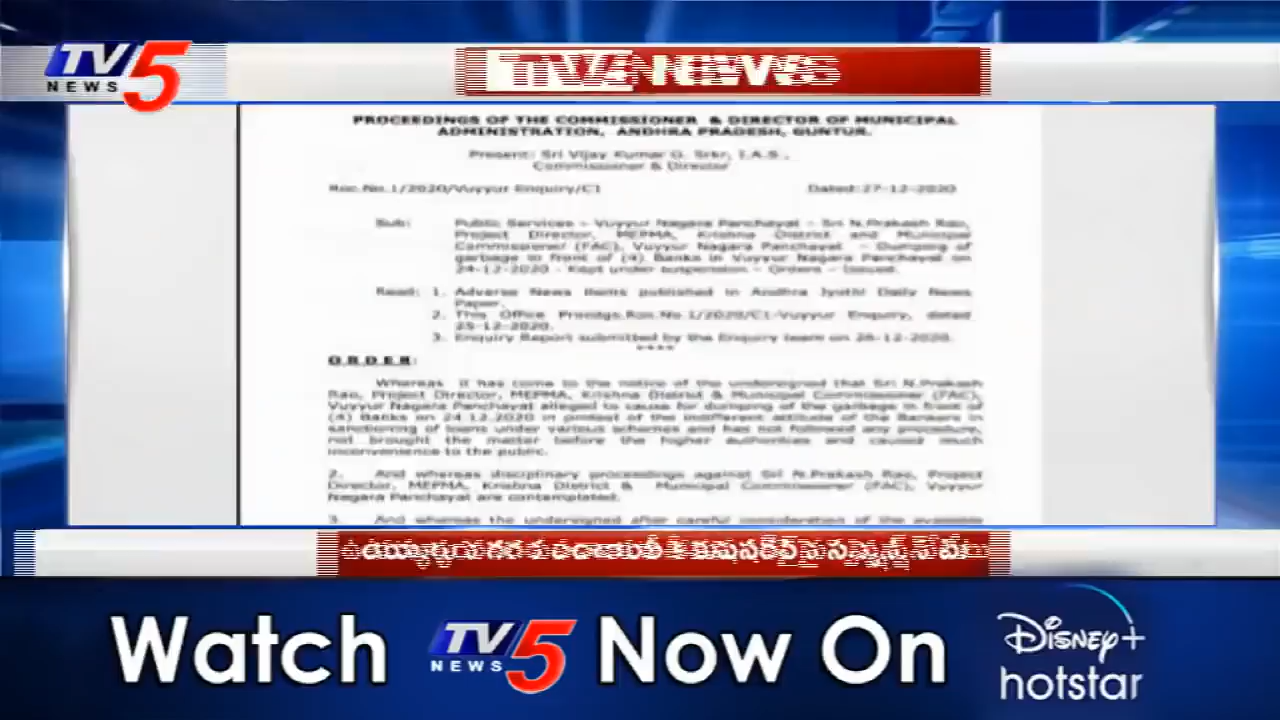 TV5
NEWS
TV5 NEWS
PROCEEDINGS OF THE COMMISSIONER & DIRECTOR OF MUNICIPAL
ADMINISTRATION, ANDHRA PRADESH, GUNTUR.
Present: Sri Vijay Kumar G. Srkr, I.A.S.,
Commissioner & Director
Roc.No.1/2020/Vuyyur Enquiry/C1 Dated:27-12-2020
Sub: Public Services – Vuyyur Nagara Panchayat – Sri N.Prakash Rao,
Project Director, MEPMA, Krishna District and Municipal
Commissioner (FAC), Vuyyur Nagara Panchayat – Dumping of
garbage in front of (4) Banks in Vuyyur Nagara Panchayat on
24-12-2020 - Kept under suspension – Orders – Issued.
Read: 1. Adverse News items published in Andhra Jyothi Daily News
Paper.
2. This Office Procdgs.Roc.No.1/2020/C1-Vuyyur Enquiry, dated
25-12-2020.
3. Enquiry Report submitted by the Enquiry team on 26-12-2020.
****
ORDER:
Whereas it has come to the notice of the undersigned that Sri N.Prakash
Rao, Project Director, MEPMA, Krishna District & Municipal Commissioner (FAC),
Vuyyur Nagara Panchayat alleged to cause for dumping of the garbage in front of
(4) Banks on 24.12.2020 in protest of the indifferent attitude of the Bankers in
sanctioning of loans under various schemes and has not followed any procedure,
not brought the matter before the higher authorities and caused much
inconvenience to the public.
2. And whereas disciplinary proceedings against Sri N.Prakash Rao, Project
Director, MEPMA, Krishna District & Municipal Commissioner (FAC), Vuyyur
Nagara Panchayat are contemplated.
3. And whereas the undersigned after careful consideration of the available
Watch TV5 NEWS Now On Disney+ hotstar